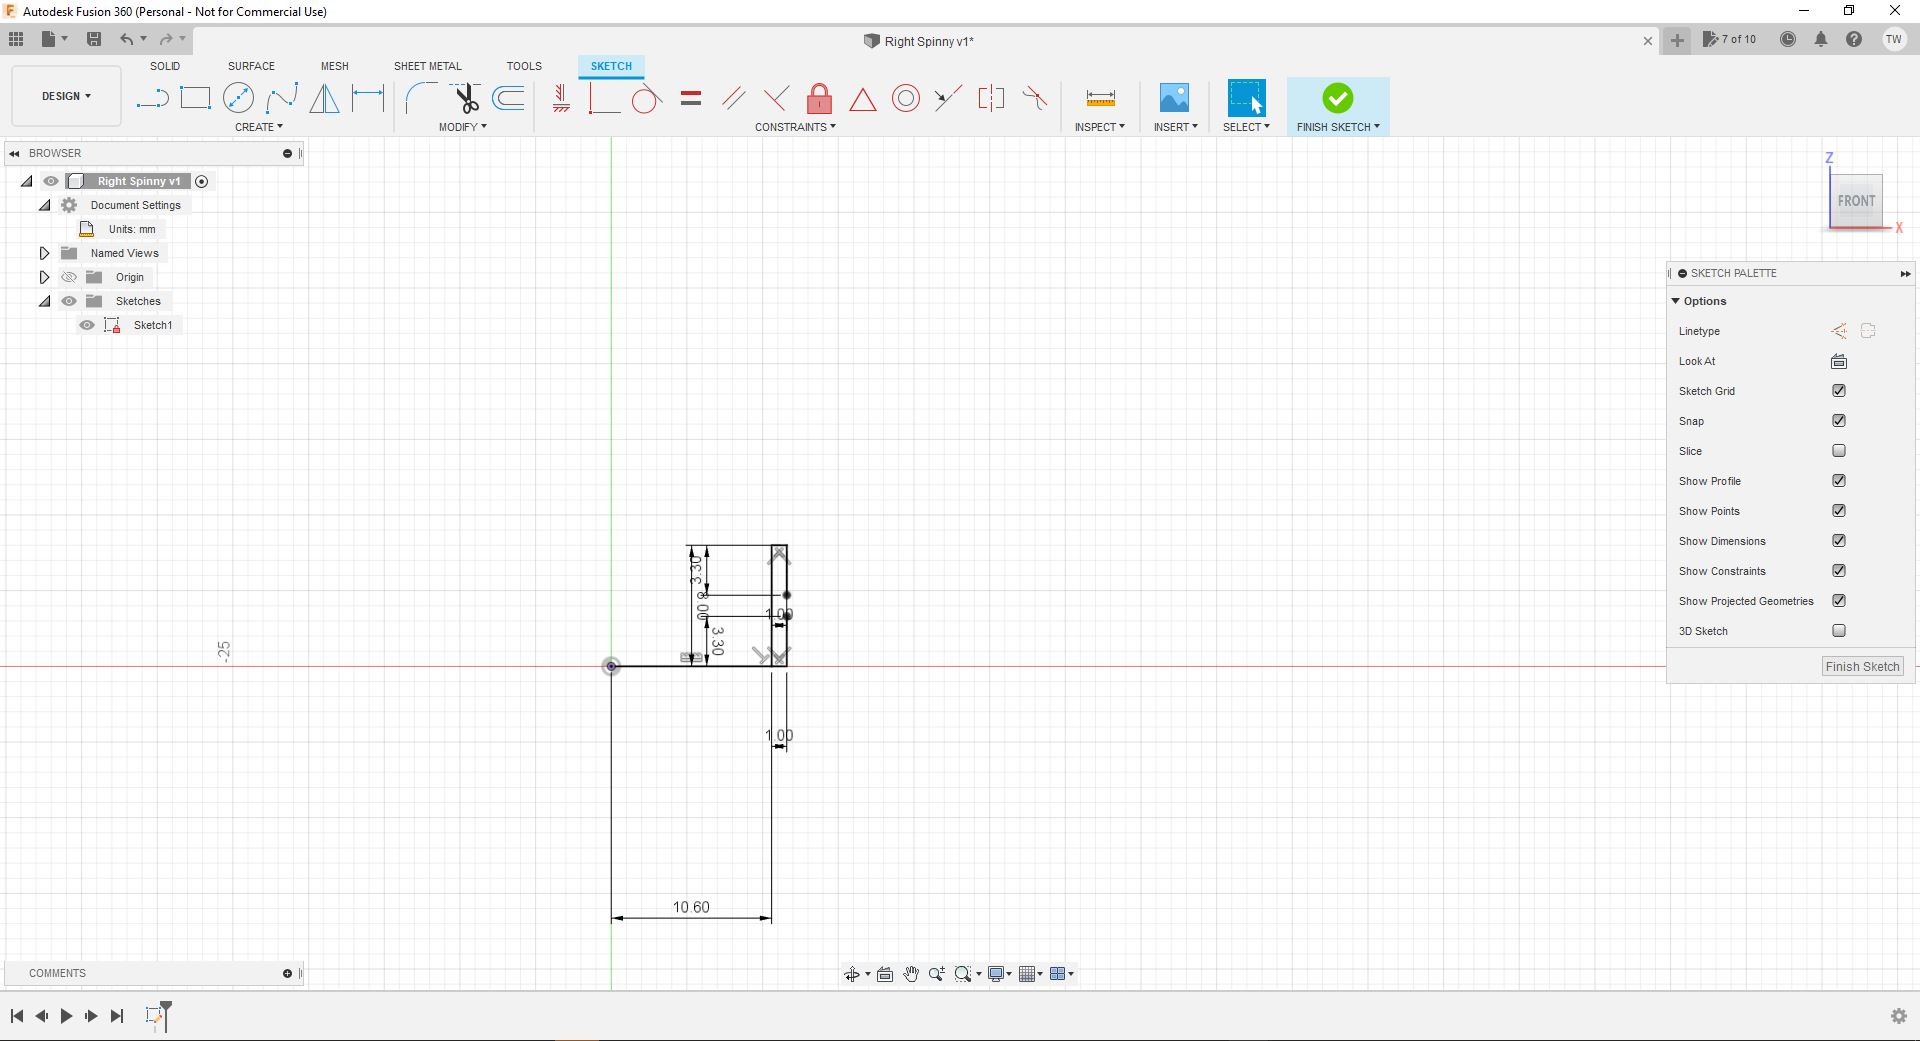 Autodesk Fusion 360 (Personal - Not for Commercial Use)
Right Spinny v1*
7 of 10
TW
DESIGN
SOLID
SURFACE
MESH
SHEET METAL
TOOLS
SKETCH
CREATE
MODIFY
CONSTRAINTS
INSPECT
INSERT
SELECT
FINISH SKETCH
BROWSER
Right Spinny v1
Document Settings
Units: mm
Named Views
Origin
Sketches
Sketch1
Z
FRONT
X
SKETCH PALETTE
Options
Linetype
Look At
Sketch Grid
Snap
Slice
Show Profile
Show Points
Show Dimensions
Show Constraints
Show Projected Geometries
3D Sketch
Finish Sketch
-25
3.30
8.00
1.00
3.30
1.00
10.60
COMMENTS